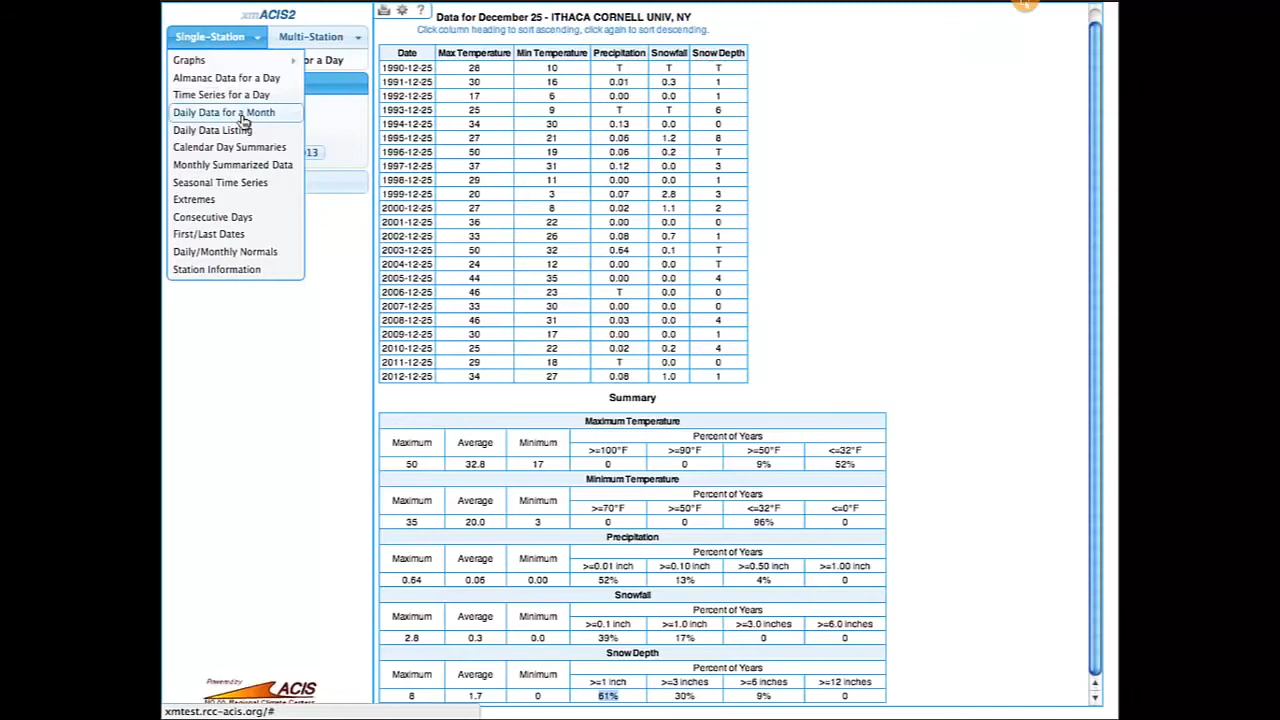 xmACIS2
Single-Station Multi-Station
Graphs
Almanac Data for a Day
Time Series for a Day
Daily Data for a Month
Daily Data Listing
Calendar Day Summaries
Monthly Summarized Data
Seasonal Time Series
Extremes
Consecutive Days
First/Last Dates
Daily/Monthly Normals
Station Information
or a Day
13
Powered by
ACIS
NOAA Regional Climate Centers
xmtest.rcc-acis.org/#
Data for December 25 - ITHACA CORNELL UNIV, NY
Click column heading to sort ascending, click again to sort descending.
Date Max Temperature Min Temperature Precipitation Snowfall Snow Depth
1990-12-25 28 10 T T T
1991-12-25 30 16 0.01 0.3 1
1992-12-25 17 6 0.00 0.0 1
1993-12-25 25 9 T T 6
1994-12-25 34 30 0.13 0.0 0
1995-12-25 27 21 0.06 1.2 8
1996-12-25 50 19 0.06 0.2 T
1997-12-25 37 31 0.12 0.0 3
1998-12-25 29 11 0.00 0.0 1
1999-12-25 20 3 0.07 2.8 3
2000-12-25 27 8 0.02 1.1 2
2001-12-25 36 22 0.00 0.0 0
2002-12-25 33 26 0.08 0.7 1
2003-12-25 50 32 0.64 0.1 T
2004-12-25 24 12 0.00 0.0 T
2005-12-25 44 35 0.00 0.0 4
2006-12-25 46 23 T 0.0 0
2007-12-25 33 30 0.00 0.0 0
2008-12-25 46 31 0.03 0.0 4
2009-12-25 30 17 0.00 0.0 1
2010-12-25 25 22 0.02 0.2 4
2011-12-25 29 18 T 0.0 0
2012-12-25 34 27 0.08 1.0 1
Summary
Maximum Temperature
Maximum Average Minimum Percent of Years
>=100°F >=90°F >=50°F <=32°F
50 32.8 17 0 0 9% 52%
Minimum Temperature
Maximum Average Minimum Percent of Years
>=70°F >=50°F <=32°F <=0°F
35 20.0 3 0 0 96% 0
Precipitation
Maximum Average Minimum Percent of Years
>=0.01 inch >=0.10 inch >=0.50 inch >=1.00 inch
0.64 0.06 0.00 52% 13% 4% 0
Snowfall
Maximum Average Minimum Percent of Years
>=0.1 inch >=1.0 inch >=3.0 inches >=6.0 inches
2.8 0.3 0.0 39% 17% 0 0
Snow Depth
Maximum Average Minimum Percent of Years
>=1 inch >=3 inches >=6 inches >=12 inches
8 1.7 0 61% 30% 9% 0